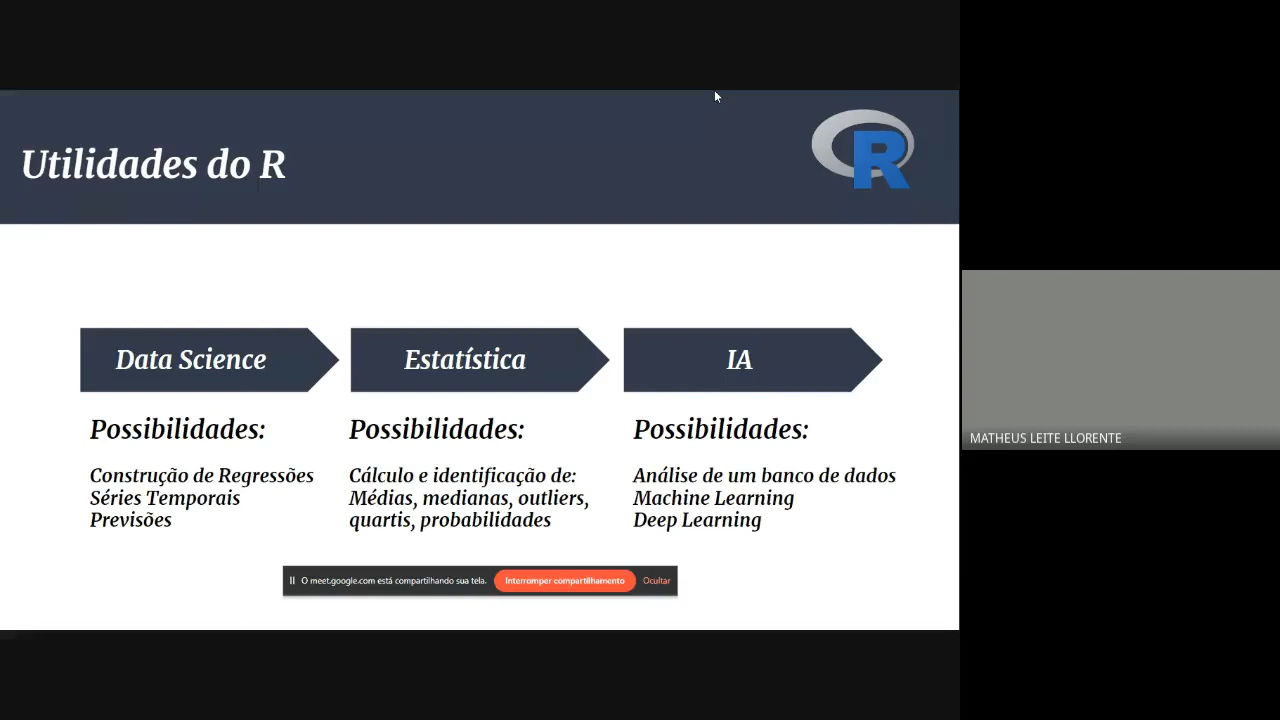 Utilidades do R
R
Data Science
Estatística
IA
Possibilidades:
Construção de Regressões
Séries Temporais
Previsões
Possibilidades:
Cálculo e identificação de:
Médias, medianas, outliers,
quartis, probabilidades
Possibilidades:
Análise de um banco de dados
Machine Learning
Deep Learning
O meet.google.com está compartilhando sua tela.
Interromper compartilhamento
Ocultar
MATHEUS LEITE LLORENTE